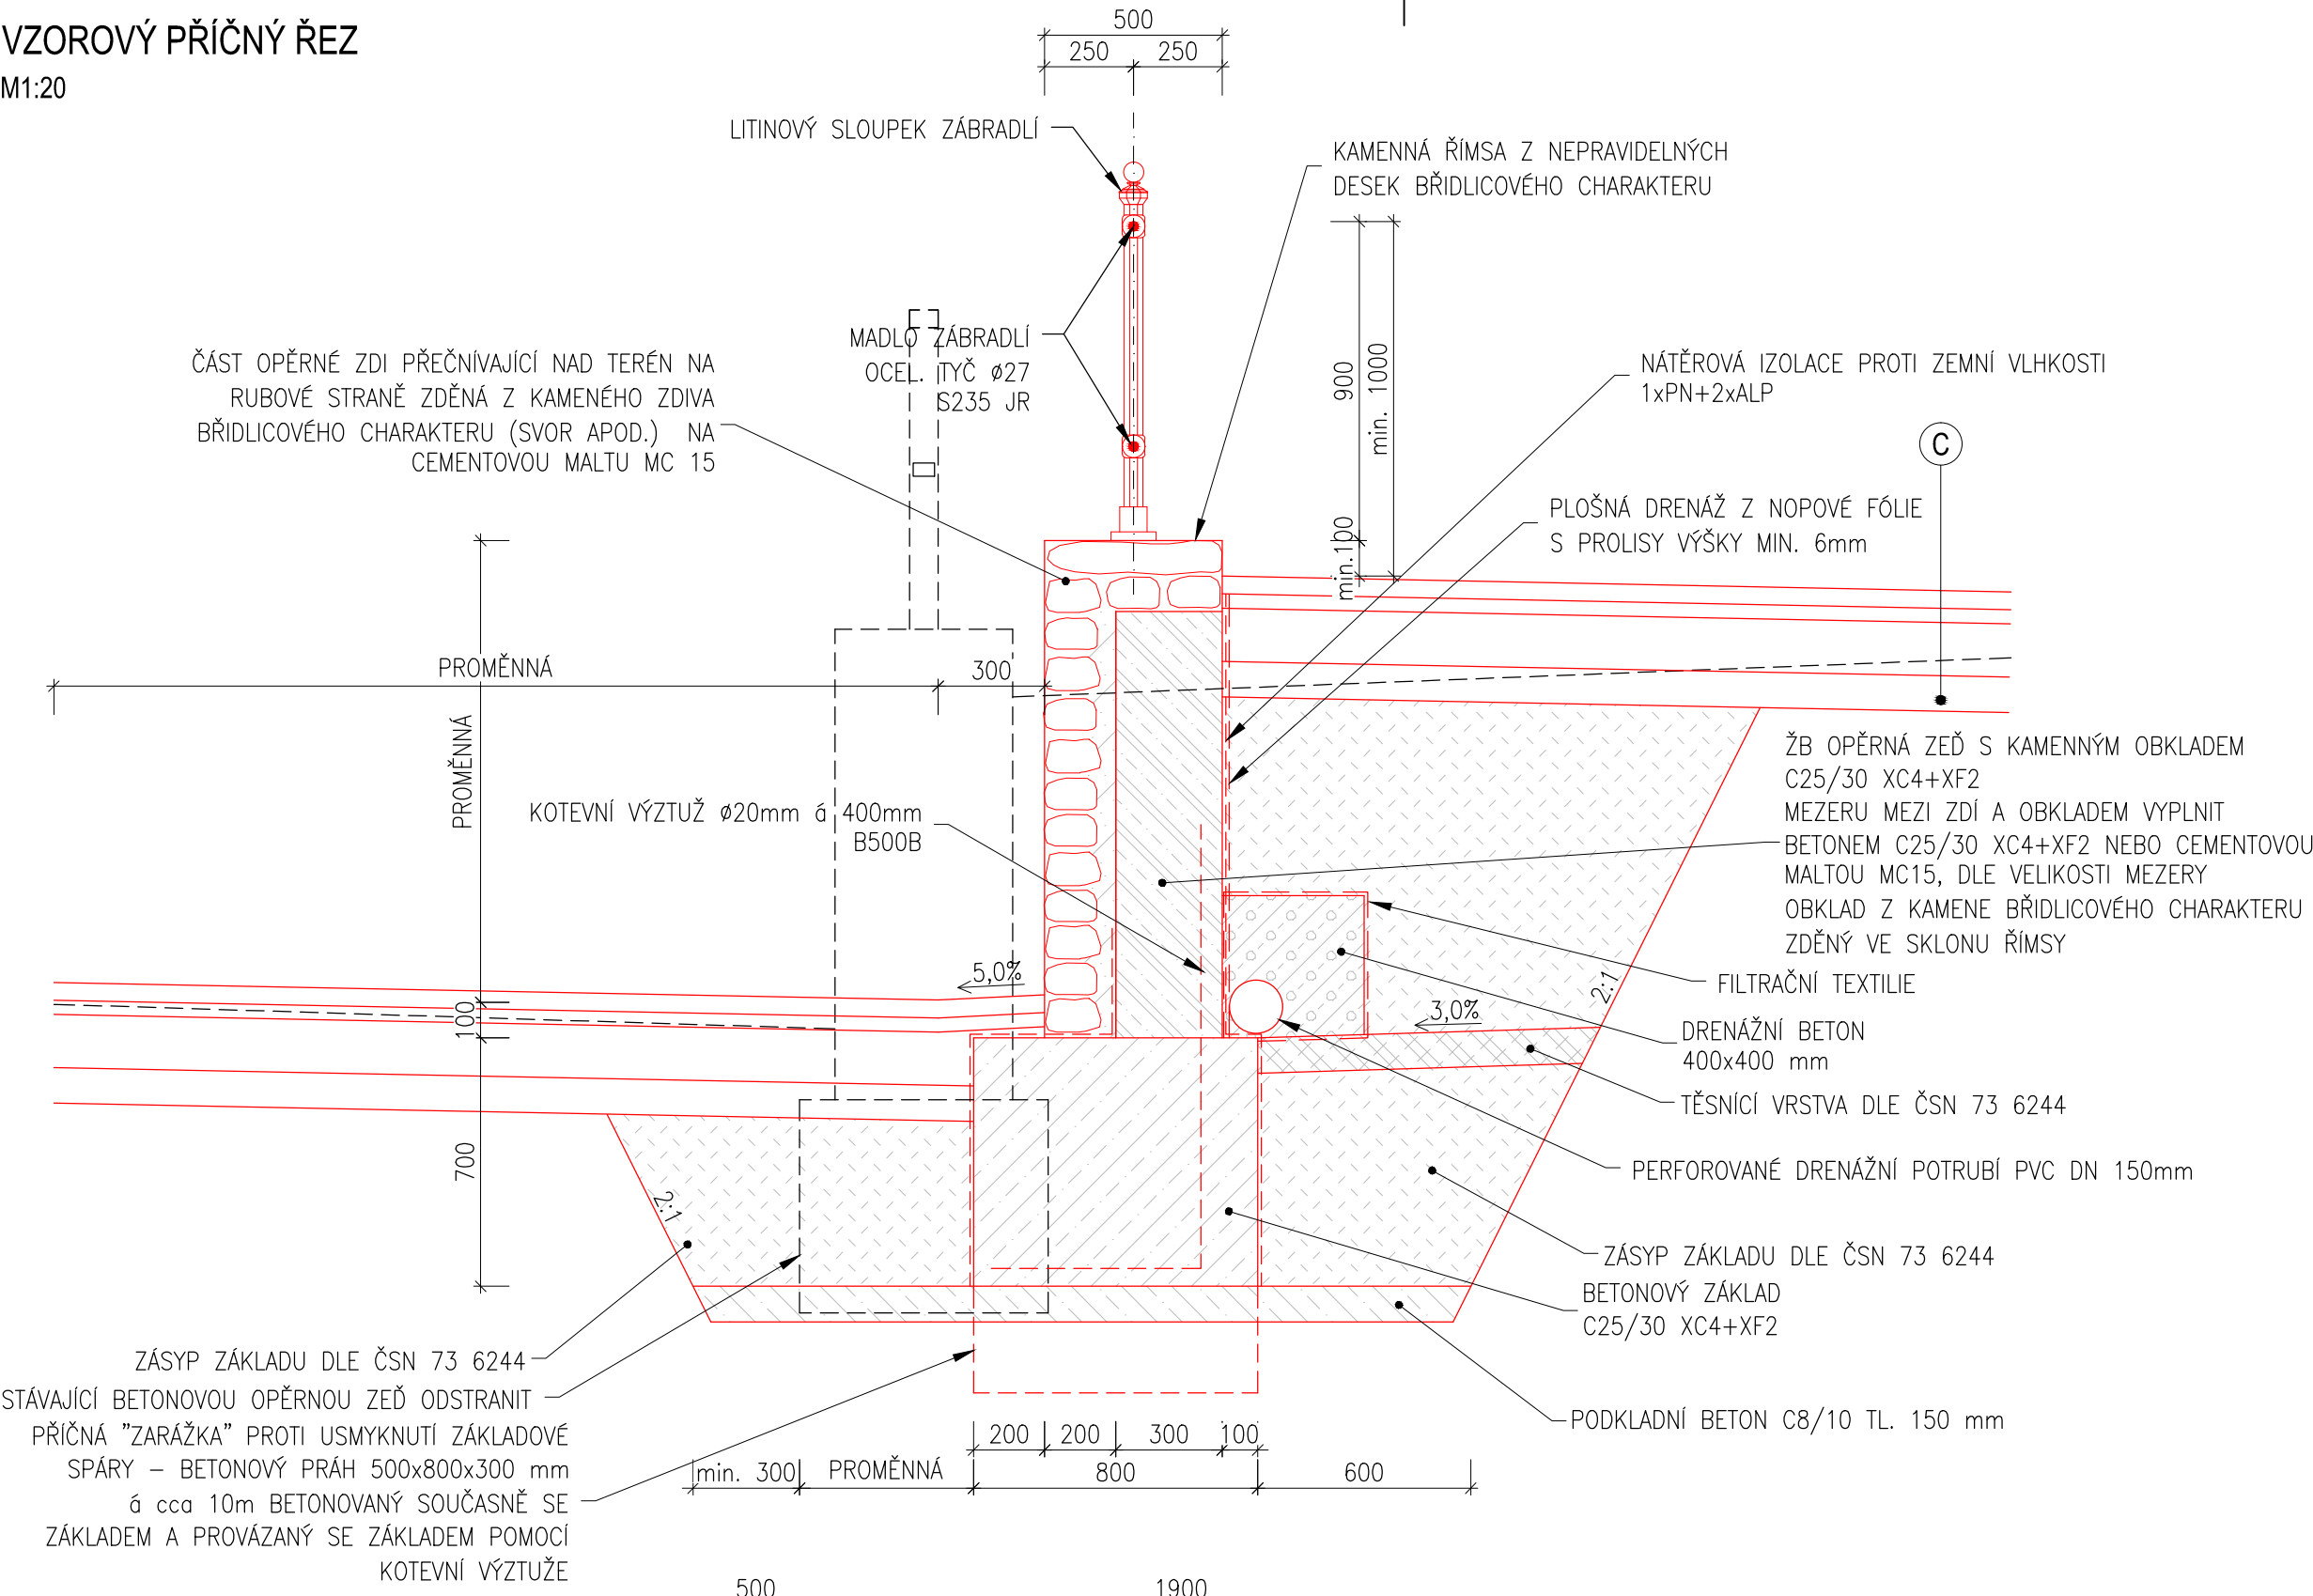 VZOROVÝ PŘÍČNÝ ŘEZ
M1:20
500
250
250
LITINOVÝ SLOUPEK ZÁBRADLÍ
KAMENNÁ ŘÍMSA Z NEPRAVIDELNÝCH
DESEK BŘIDLICOVÉHO CHARAKTERU
MADLO ZÁBRADLÍ
OCEL. TYČ ø27
S235 JR
900
min. 1000
min.100
ČÁST OPĚRNÉ ZDI PŘEČNÍVAJÍCÍ NAD TERÉN NA
RUBOVÉ STRANĚ ZDĚNÁ Z KAMENÉHO ZDIVA
BŘIDLICOVÉHO CHARAKTERU (SVOR APOD.) NA
CEMENTOVOU MALTU MC 15
NÁTĚROVÁ IZOLACE PROTI ZEMNÍ VLHKOSTI
1xPN+2xALP
C
PLOŠNÁ DRENÁŽ Z NOPOVÉ FÓLIE
S PROLISY VÝŠKY MIN. 6mm
PROMĚNNÁ
300
PROMĚNNÁ
KOTEVNÍ VÝZTUŽ ø20mm á 400mm
B500B
ŽB OPĚRNÁ ZEĎ S KAMENNÝM OBKLADEM
C25/30 XC4+XF2
MEZERU MEZI ZDÍ A OBKLADEM VYPLNIT
BETONEM C25/30 XC4+XF2 NEBO CEMENTOVOU
MALTOU MC15, DLE VELIKOSTI MEZERY
OBKLAD Z KAMENE BŘIDLICOVÉHO CHARAKTERU
ZDĚNÝ VE SKLONU ŘÍMSY
5,0%
3,0%
2:1
FILTRAČNÍ TEXTILIE
100
DRENÁŽNÍ BETON
400x400 mm
TĚSNÍCÍ VRSTVA DLE ČSN 73 6244
700
2:1
PERFOROVANÉ DRENÁŽNÍ POTRUBÍ PVC DN 150mm
ZÁSYP ZÁKLADU DLE ČSN 73 6244
BETONOVÝ ZÁKLAD
C25/30 XC4+XF2
PODKLADNÍ BETON C8/10 TL. 150 mm
ZÁSYP ZÁKLADU DLE ČSN 73 6244
STÁVAJÍCÍ BETONOVOU OPĚRNOU ZEĎ ODSTRANIT
PŘÍČNÁ "ZARÁŽKA" PROTI USMYKNUTÍ ZÁKLADOVÉ
SPÁRY – BETONOVÝ PRÁH 500x800x300 mm
á cca 10m BETONOVANÝ SOUČASNĚ SE
ZÁKLADEM A PROVÁZANÝ SE ZÁKLADEM POMOCÍ
KOTEVNÍ VÝZTUŽE
200
200
300
100
min. 300
PROMĚNNÁ
800
600
500
1900